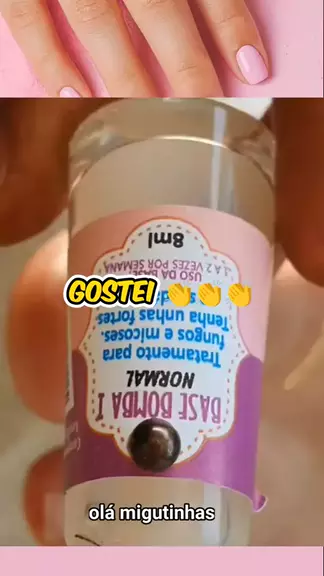 GOSTEI 👏👏👏
BASE BOMBA I
NORMAL
Tratamento para
fungos e micoses.
Tenha unhas fortes
USO DA BASE
1 A 2 VEZES POR SEMANA
8ml
olá migutinhas